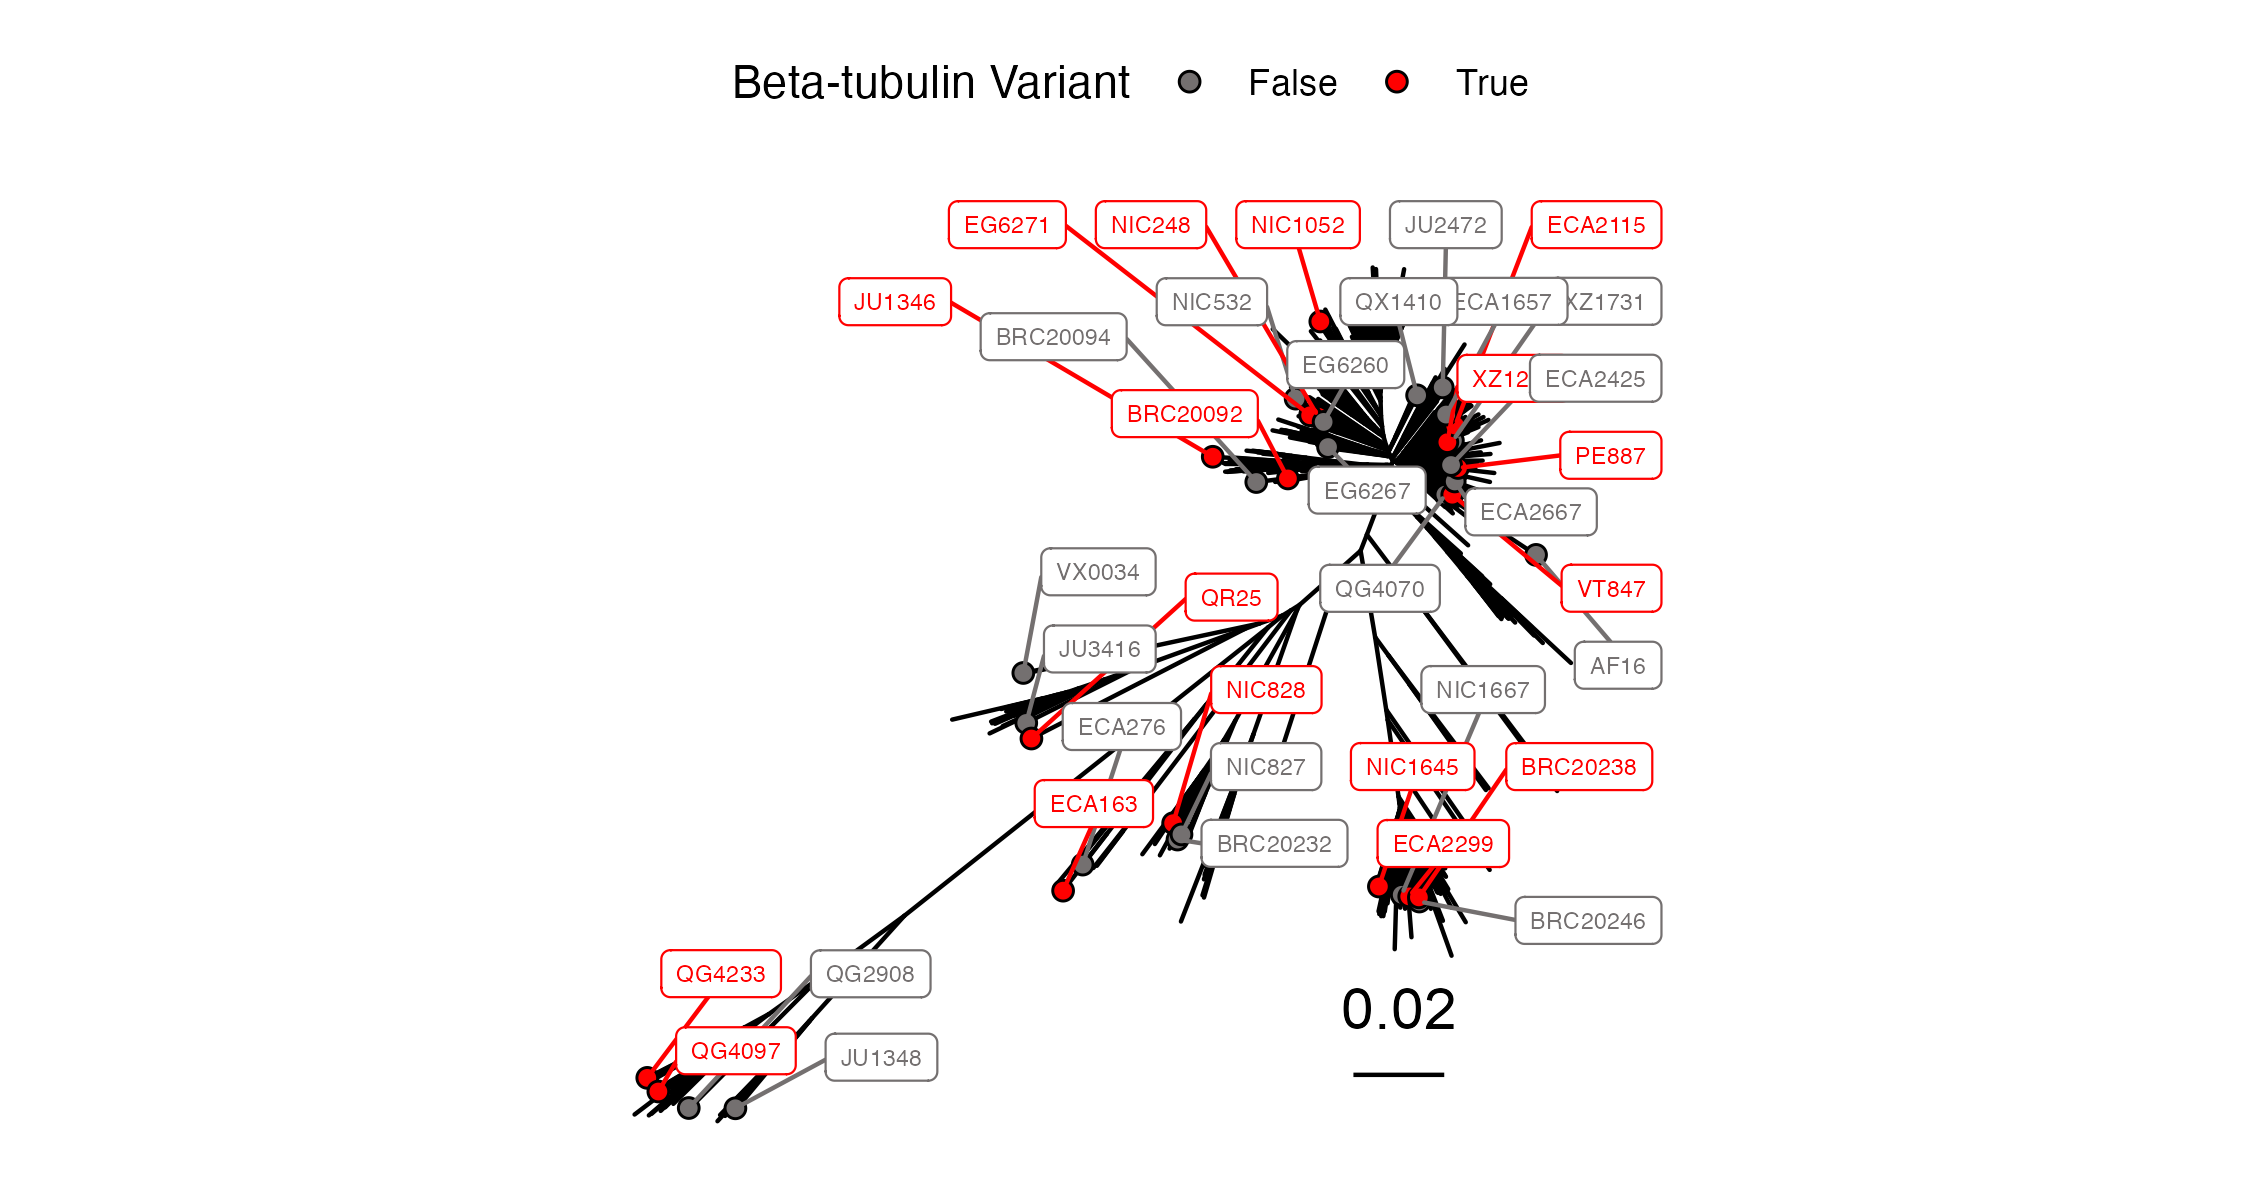 Beta-tubulin Variant False True
EG6271 NIC248 NIC1052 JU2472 ECA2115
JU1346 NIC532 QX1410 ECA1657 XZ1731
BRC20094
EG6260
XZ12 ECA2425
BRC20092
PE887
EG6267
ECA2667
VX0034
QR25 QG4070 VT847
JU3416 AF16
NIC828 NIC1667
ECA276
NIC827 NIC1645 BRC20238
ECA163
BRC20232 ECA2299
BRC20246
QG4233 QG2908
0.02
QG4097 JU1348